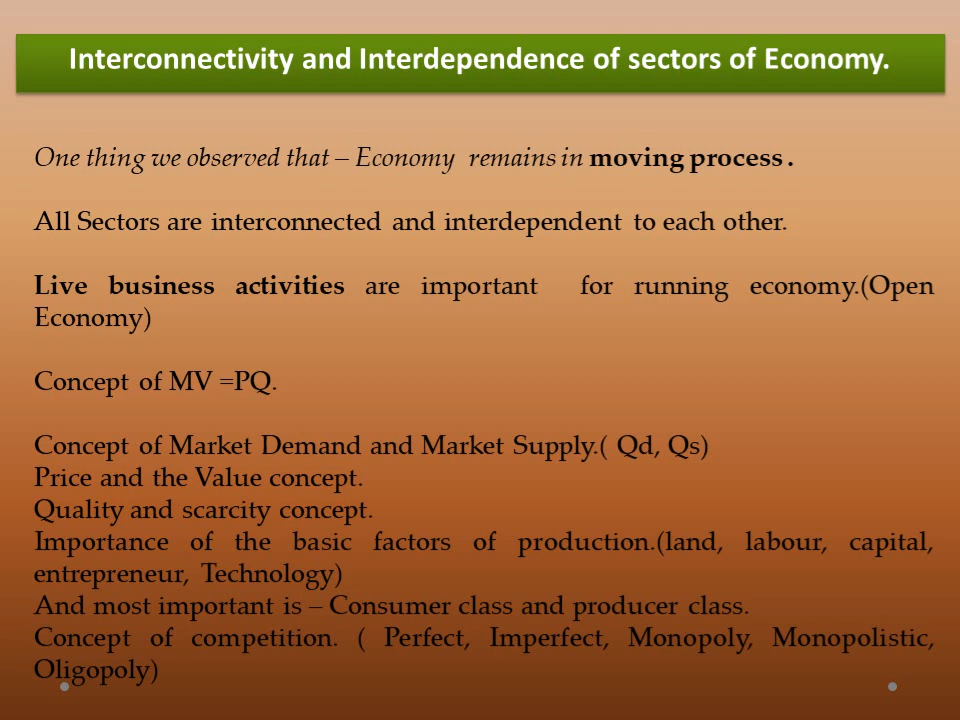 Interconnectivity and Interdependence of sectors of Economy.
One thing we observed that – Economy remains in moving process .
All Sectors are interconnected and interdependent to each other.
Live business activities are important for running economy.(Open
Economy)
Concept of MV =PQ.
Concept of Market Demand and Market Supply.( Qd, Qs)
Price and the Value concept.
Quality and scarcity concept.
Importance of the basic factors of production.(land, labour, capital,
entrepreneur, Technology)
And most important is – Consumer class and producer class.
Concept of competition. ( Perfect, Imperfect, Monopoly, Monopolistic,
Oligopoly)